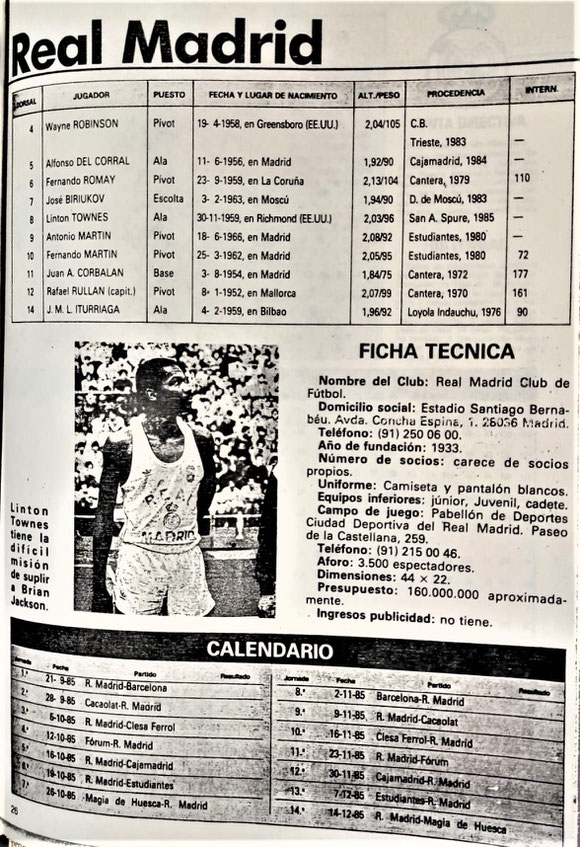 Real Madrid
DORSAL JUGADOR PUESTO FECHA Y LUGAR DE NACIMIENTO ALT./PESO PROCEDENCIA INTERN.
4 Wayne ROBINSON Pívot 19- 4-1958, en Greensboro (EE.UU.) 2,04/105 C.B.
Trieste, 1983 —
5 Alfonso DEL CORRAL Ala 11- 6-1956, en Madrid 1,92/90 Cajamadrid, 1984 —
6 Fernando ROMAY Pívot 23- 9-1959, en La Coruña 2,13/104 Cantera, 1979 110
7 José BIRIUKOV Escolta 3- 2-1963, en Moscú 1,94/90 D. de Moscú, 1983 —
8 Linton TOWNES Ala 30-11-1959, en Richmond (EE.UU.) 2,03/96 San A. Spure, 1985 —
9 Antonio MARTIN Pívot 18- 6-1966, en Madrid 2,08/92 Estudiantes, 1980 —
10 Fernando MARTIN Pívot 25- 3-1962, en Madrid 2,05/95 Estudiantes, 1980 72
11 Juan A. CORBALAN Base 3- 8-1954, en Madrid 1,84/75 Cantera, 1972 177
12 Rafael RULLAN (capit.) Pívot 8- 1-1952, en Mallorca 2,07/99 Cantera, 1970 161
14 J. M. L. ITURRIAGA Ala 4- 2-1959, en Bilbao 1,96/92 Loyola Indauchu, 1976 90
FICHA TECNICA
Nombre del Club: Real Madrid Club de
Fútbol.
Domicilio social: Estadio Santiago Berna-
béu. Avda. Concha Espina, 1. 28036 Madrid.
Teléfono: (91) 250 06 00.
Año de fundación: 1933.
Número de socios: carece de socios
propios.
Uniforme: Camiseta y pantalón blancos.
Equipos inferiores: júnior, Juvenil, cadete.
Campo de juego: Pabellón de Deportes
Ciudad Deportiva del Real Madrid. Paseo
de la Castellana, 259.
Teléfono: (91) 215 00 46.
Aforo: 3.500 espectadores.
Dimensiones: 44 × 22.
Presupuesto: 160.000.000 aproximada-
mente.
Ingresos publicidad: no tiene.
Linton
Townes
tiene la
difícil
misión
de suplir
a Brian
Jackson.
MADRID
CALENDARIO
Jornada Fecha Partido Resultado
1.ª 21- 9-85 R. Madrid-Barcelona
2.ª 28- 9-85 Cacaolat-R. Madrid
3.ª 6-10-85 R. Madrid-Clesa Ferrol
4.ª 12-10-85 Fórum-R. Madrid
5.ª 16-10-85 R. Madrid-Cajamadrid
6.ª 19-10-85 R. Madrid-Estudiantes
7.ª 26-10-85 Magia de Huesca-R. Madrid
Jornada Fecha Partido Resultado
8.ª 2-11-85 Barcelona-R. Madrid
9.ª 9-11-85 R. Madrid-Cacaolat
10.ª 16-11-85 Clesa Ferrol-R. Madrid
11.ª 23-11-85 R. Madrid-Fórum
12.ª 30-11-85 Cajamadrid-R. Madrid
13.ª 7-12-85 Estudiantes-R. Madrid
14.ª 14-12-85 R. Madrid-Magia de Huesca
26